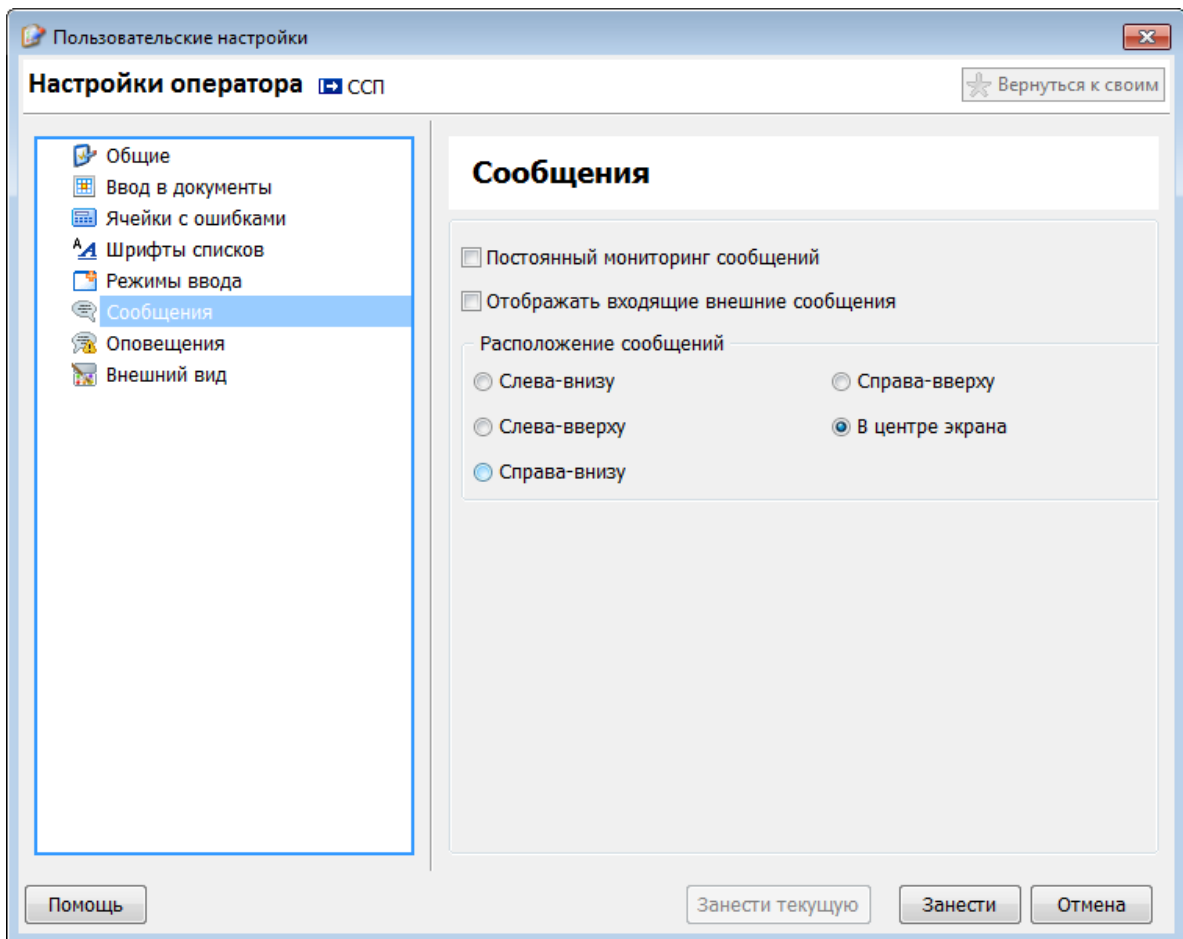 Пользовательские настройки
Настройки оператора ССП
Вернуться к своим
Общие
Ввод в документы
Ячейки с ошибками
Шрифты списков
Режимы ввода
Сообщения
Оповещения
Внешний вид
Сообщения
Постоянный мониторинг сообщений
Отображать входящие внешние сообщения
Расположение сообщений
Слева-внизу
Справа-вверху
Слева-вверху
В центре экрана
Справа-внизу
Помощь
Занести текущую
Занести
Отмена